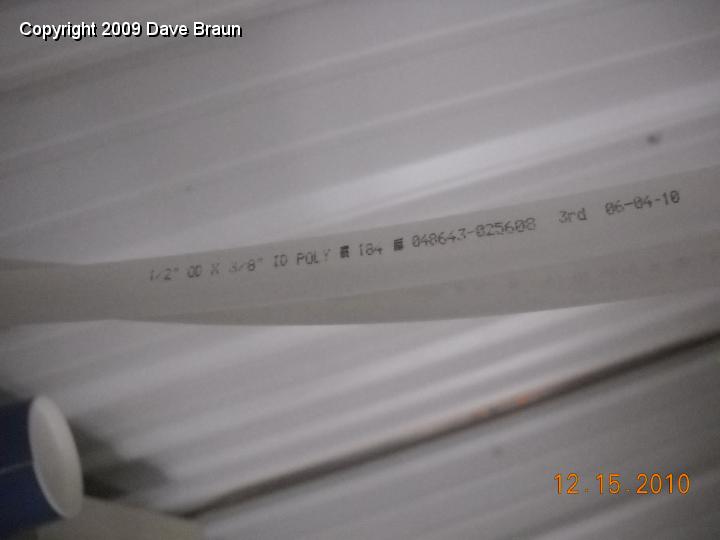 Copyright 2009 Dave Braun
1/2" OD X 3/8" ID POLY 184 048643-025608 3rd 06-04-10
12.15.2010